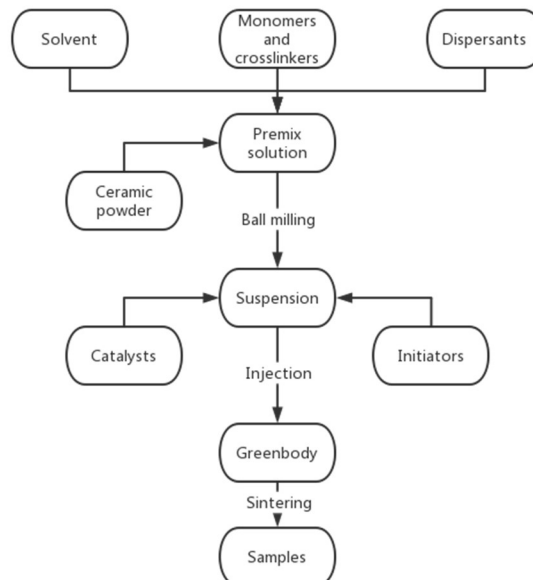 Solvent
Monomers
and
crosslinkers
Dispersants
Premix
solution
Ceramic
powder
Ball milling
Suspension
Catalysts
Initiators
Injection
Greenbody
Sintering
Samples